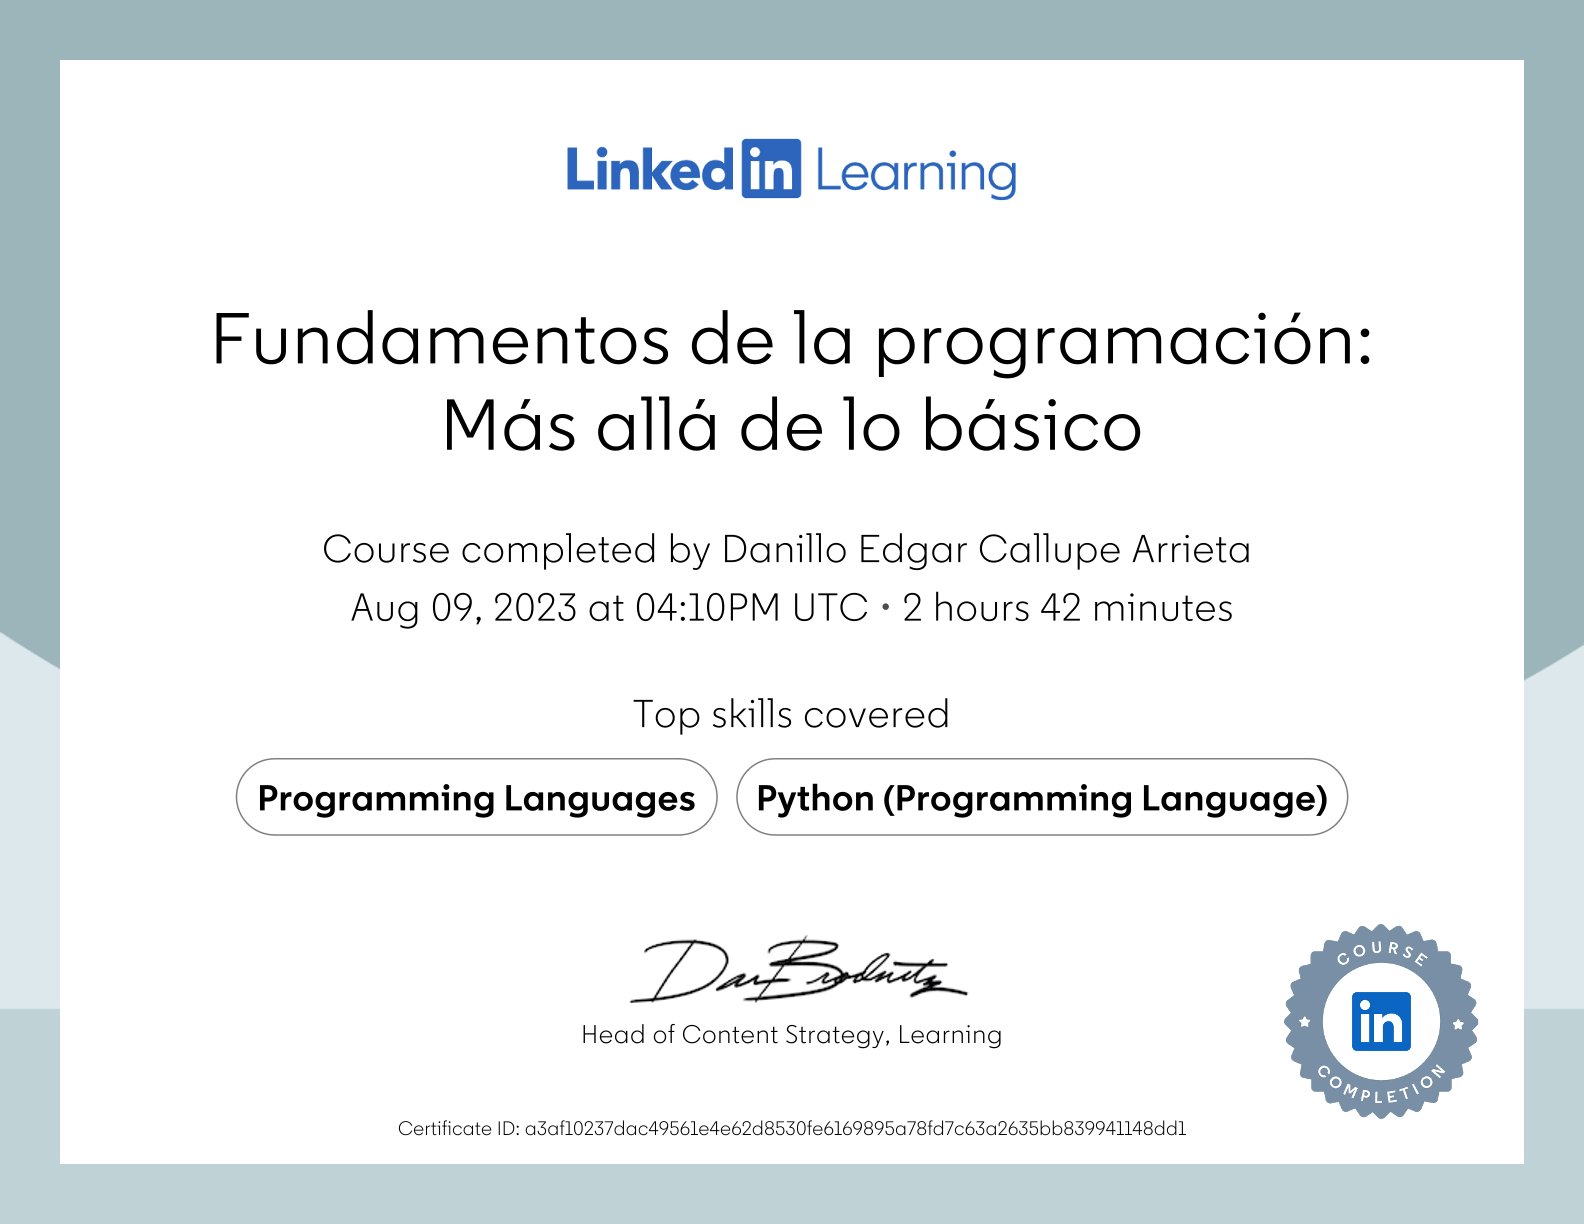 Linkedin Learning
Fundamentos de la programación:
Más allá de lo básico
Course completed by Danillo Edgar Callupe Arrieta
Aug 09, 2023 at 04:10PM UTC • 2 hours 42 minutes
Top skills covered
Programming Languages Python (Programming Language)
Dan Brodnitz
Head of Content Strategy, Learning
COURSE
in
COMPLETION
Certificate ID: a3af10237dac49561e4e62d8530fe6169895a78fd7c63a2635bb839941148dd1